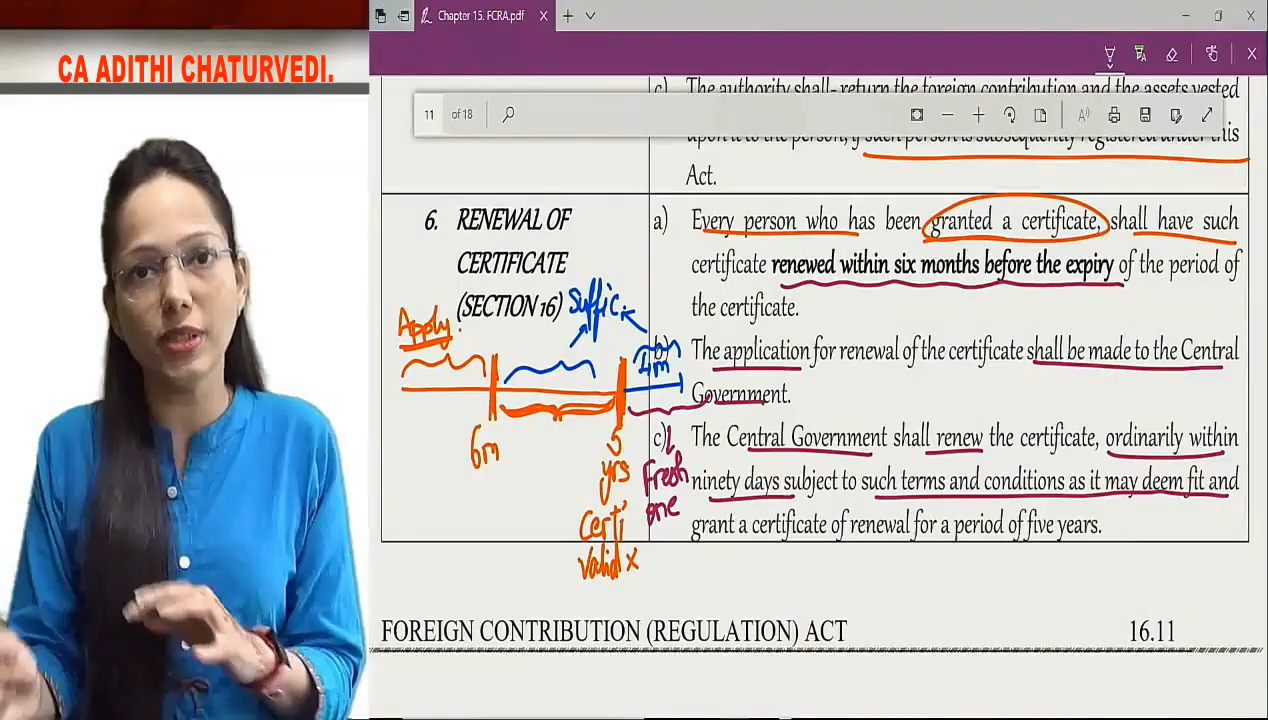 CA ADITHI CHATURVEDI.
Chapter 15. FCRA.pdf
11 of 18
c) The authority shall- return the foreign contribution and the assets vested
upon it to the person, if such person is subsequently registered under this
Act.
6. RENEWAL OF
CERTIFICATE
(SECTION 16)
a) Every person who has been granted a certificate, shall have such
certificate renewed within six months before the expiry of the period of
the certificate.
b) The application for renewal of the certificate shall be made to the Central
Government.
c) The Central Government shall renew the certificate, ordinarily within
ninety days subject to such terms and conditions as it may deem fit and
grant a certificate of renewal for a period of five years.
Suffic.
Apply.
4m
6m
5
yrs
Certi
valid x
Fresh
one
FOREIGN CONTRIBUTION (REGULATION) ACT 16.11